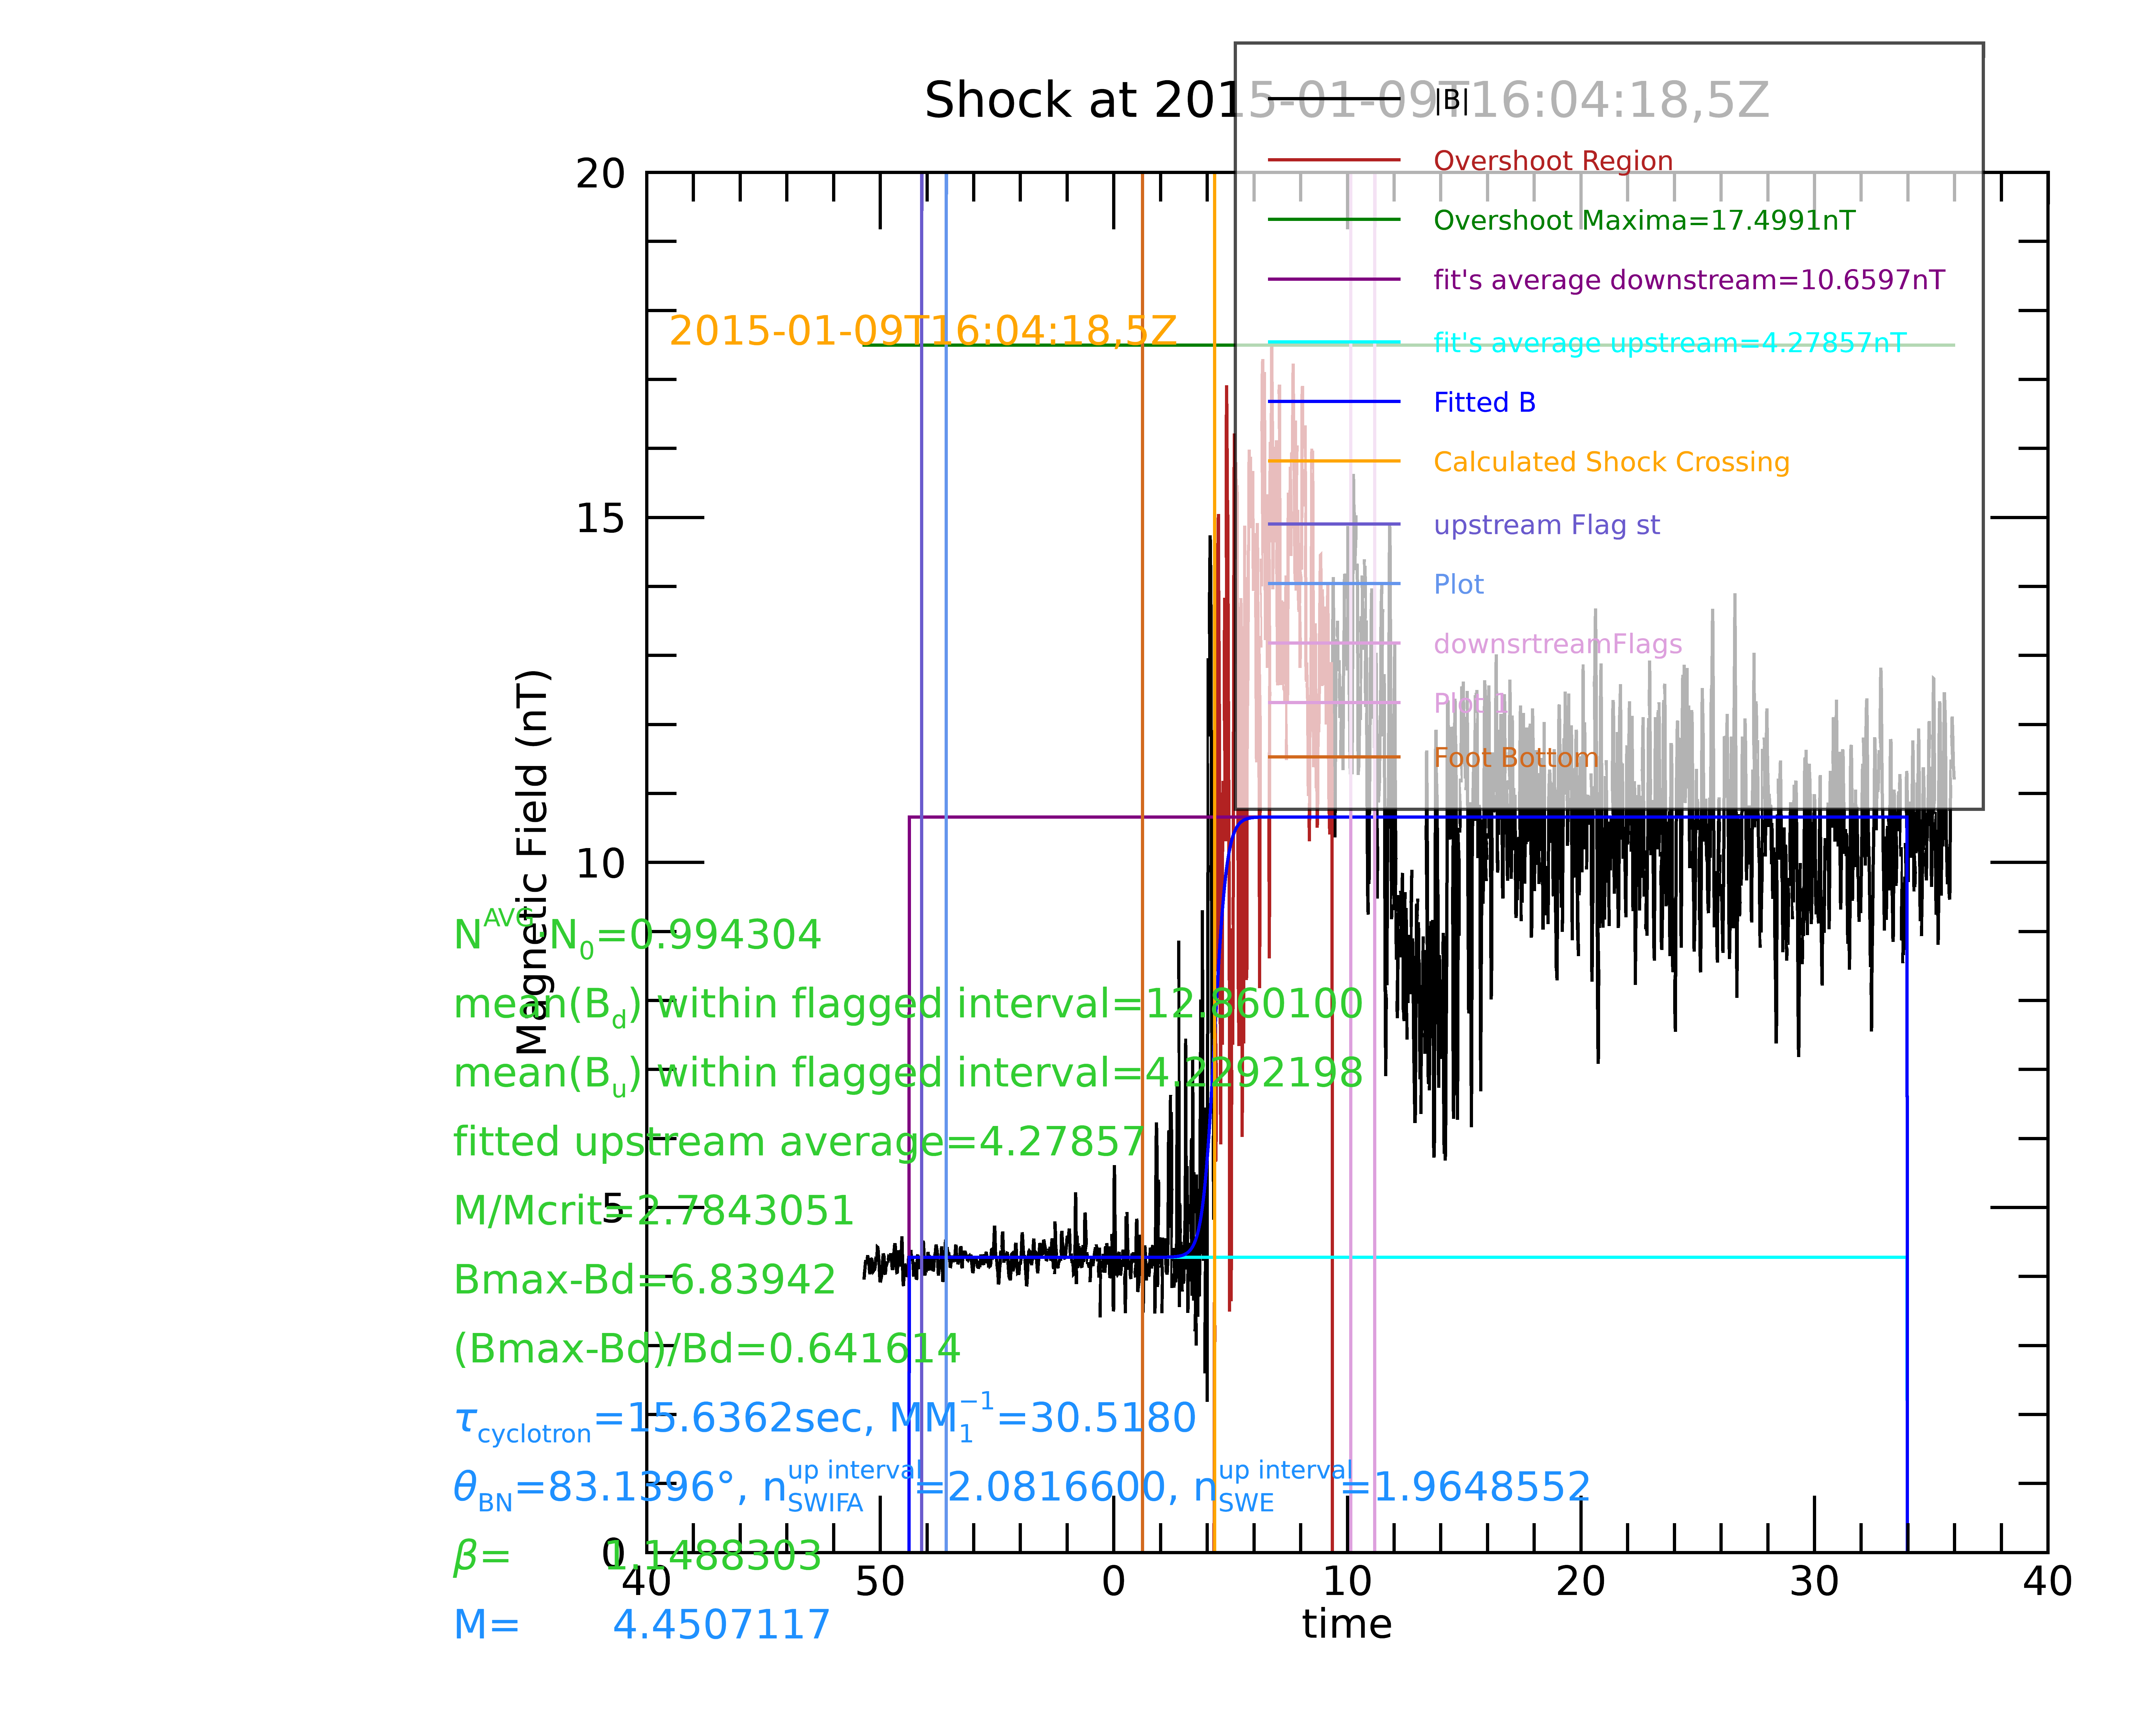 Shock at 2015-01-09T16:04:18,5Z
|B|
Overshoot Region
Overshoot Maxima=17.4991nT
fit's average downstream=10.6597nT
fit's average upstream=4.27857nT
Fitted B
Calculated Shock Crossing
upstream Flag st
Plot
downsrtreamFlags
Plot 1
Foot Bottom
2015-01-09T16:04:18,5Z
20
15
10
5
0
Magnetic Field (nT)
N^AVG·N_0=0.994304
mean(B_d) within flagged interval=12.860100
mean(B_u) within flagged interval=4.2292198
fitted upstream average=4.27857
M/Mcrit=2.7843051
Bmax-Bd=6.83942
(Bmax-Bd)/Bd=0.641614
τ_cyclotron=15.6362sec, MM_1^−1=30.5180
θ_BN=83.1396°, n_SWIFA^up interval=2.0816600, n_SWE^up interval=1.9648552
β= 1.1488303
M= 4.4507117
40 50 0 10 20 30 40
time